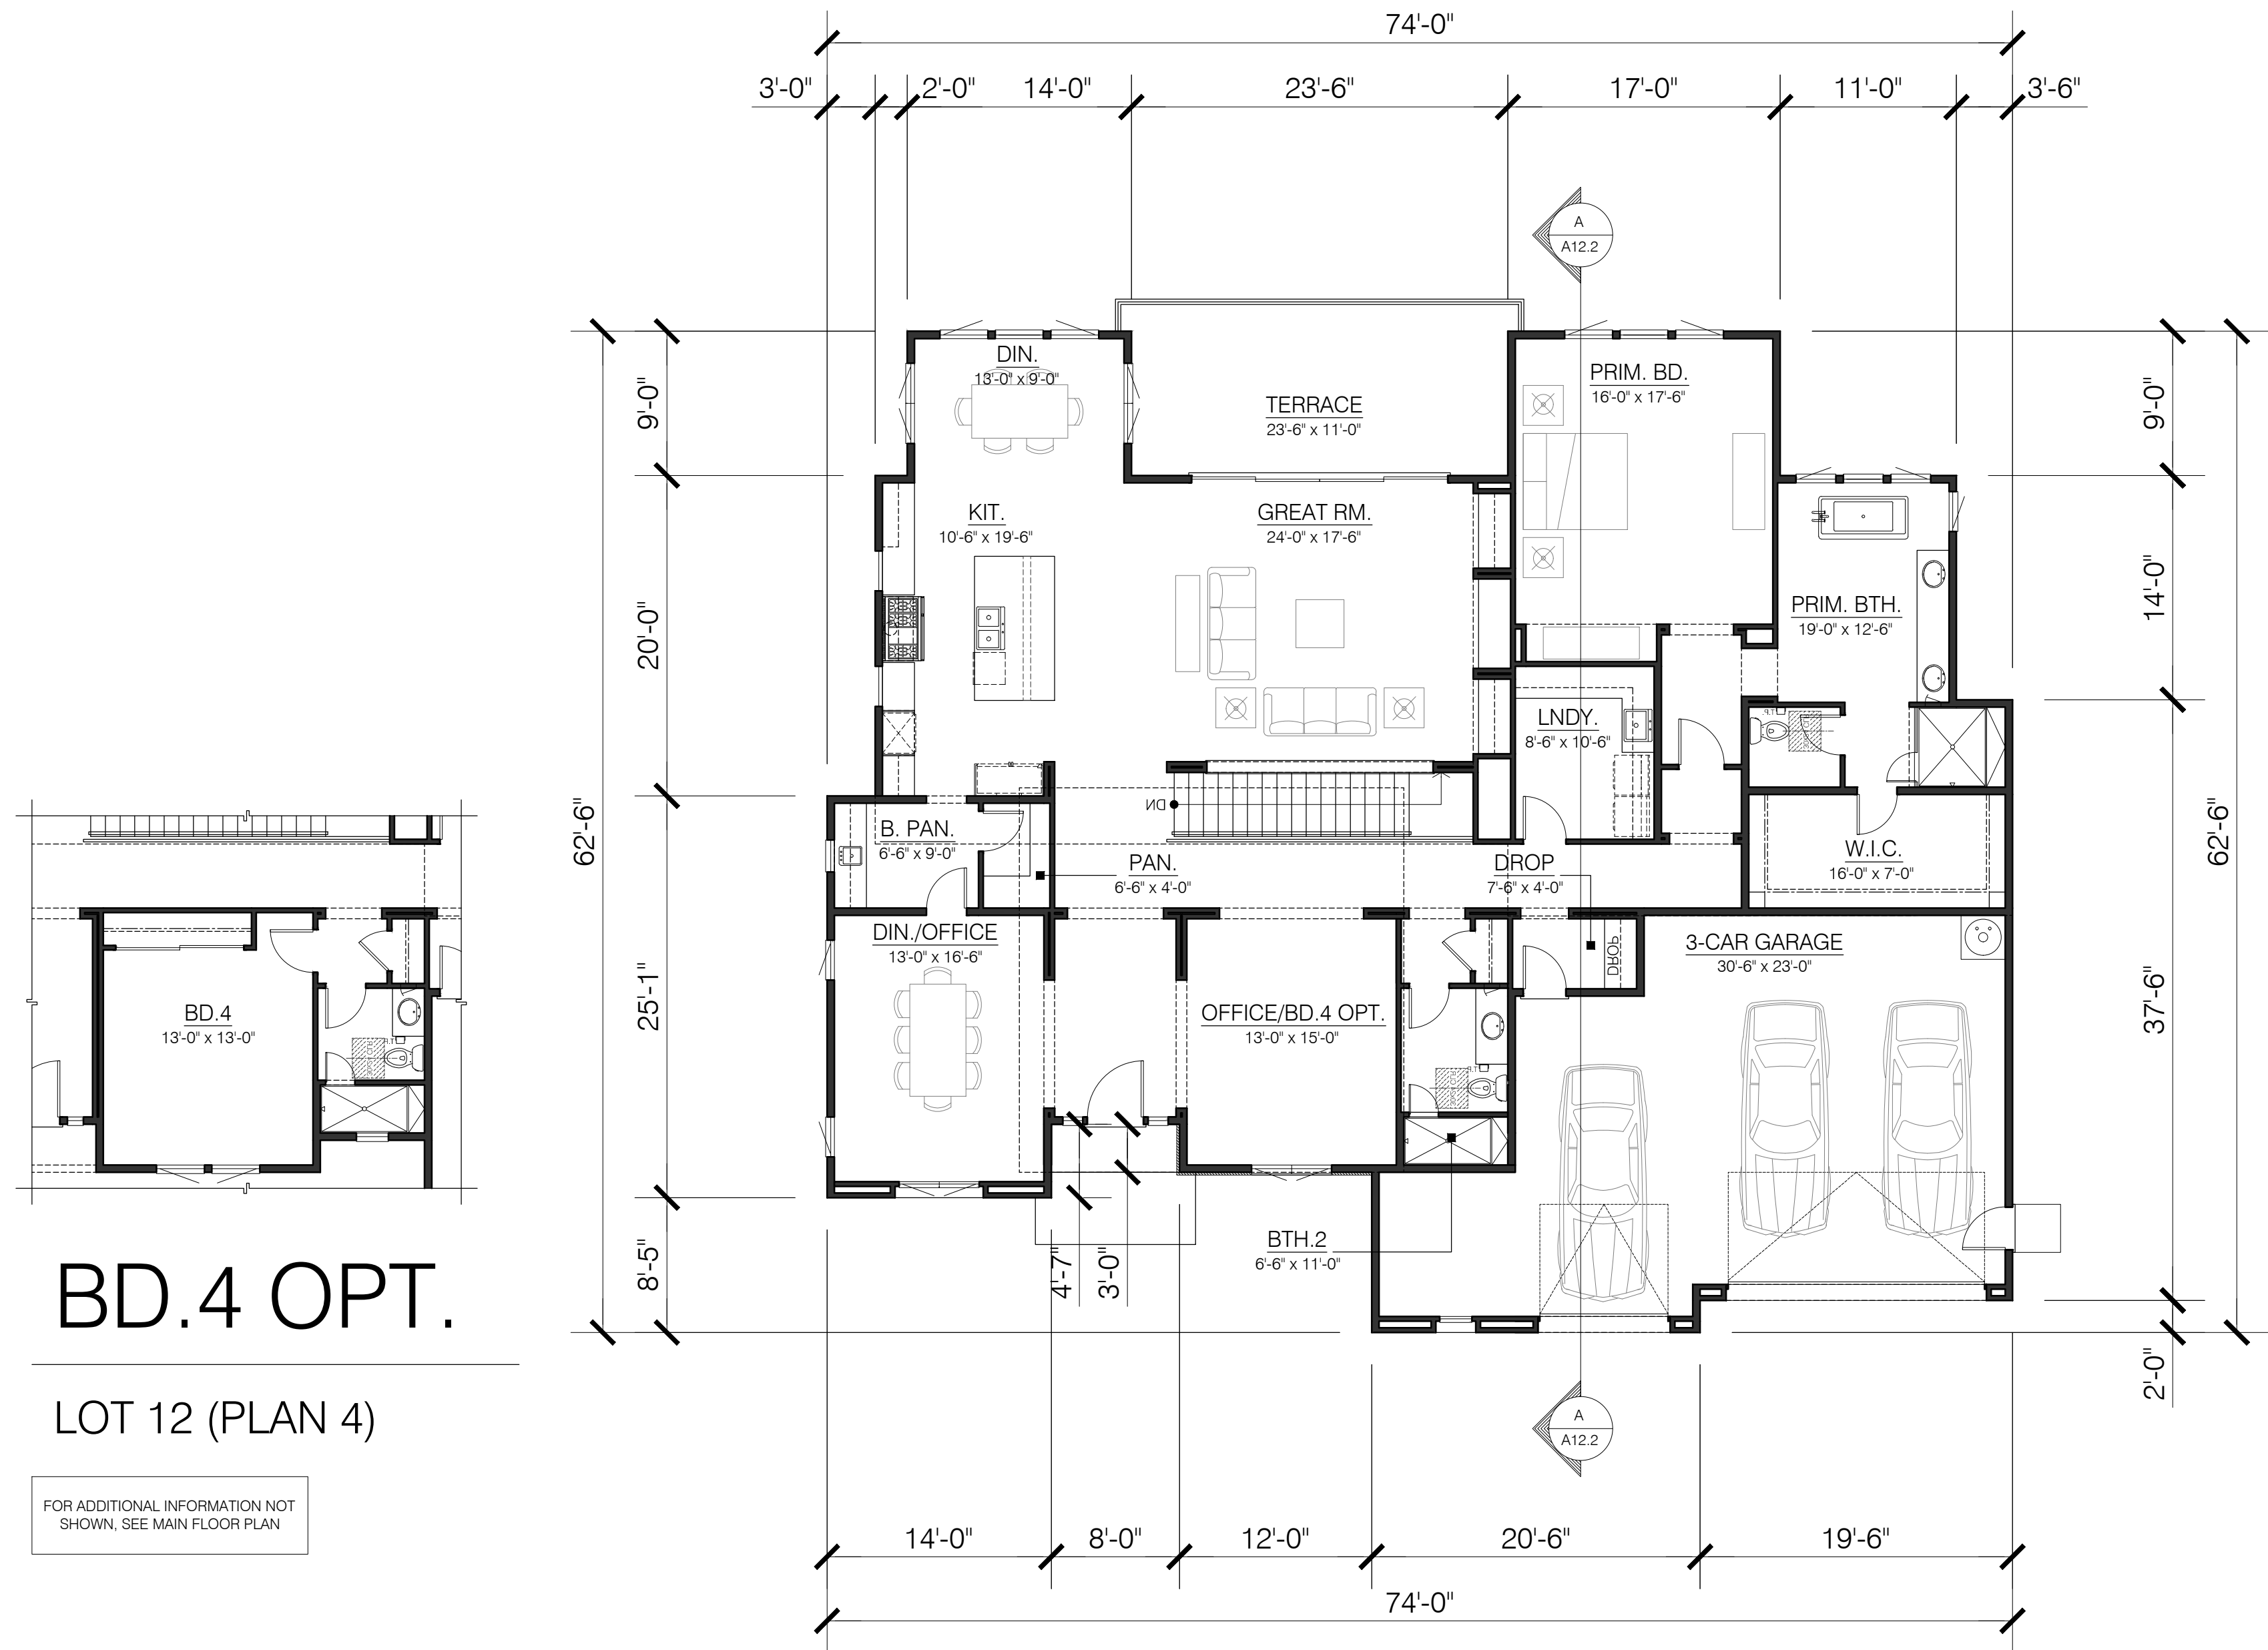 74'-0"
3'-0"
2'-0"
14'-0"
23'-6"
17'-0"
11'-0"
3'-6"
A
A12.2
DIN.
13'-0" x 9'-0"
PRIM. BD.
16'-0" x 17'-6"
TERRACE
23'-6" x 11'-0"
9'-0"
9'-0"
KIT.
10'-6" x 19'-6"
GREAT RM.
24'-0" x 17'-6"
20'-0"
14'-0"
PRIM. BTH.
19'-0" x 12'-6"
LNDY.
8'-6" x 10'-6"
T.P.
DN
62'-6"
62'-6"
B. PAN.
6'-6" x 9'-0"
PAN.
6'-6" x 4'-0"
DROP
7'-6" x 4'-0"
W.I.C.
16'-0" x 7'-0"
DIN./OFFICE
13'-0" x 16'-6"
DROP
3-CAR GARAGE
30'-6" x 23'-0"
25'-1"
37'-6"
OFFICE/BD.4 OPT.
13'-0" x 15'-0"
BD.4
13'-0" x 13'-0"
T.P.
T.P.
BTH.2
6'-6" x 11'-0"
8'-5"
4'-7"
3'-0"
2'-0"
BD.4 OPT.
LOT 12 (PLAN 4)
A
A12.2
FOR ADDITIONAL INFORMATION NOT
SHOWN, SEE MAIN FLOOR PLAN
14'-0"
8'-0"
12'-0"
20'-6"
19'-6"
74'-0"